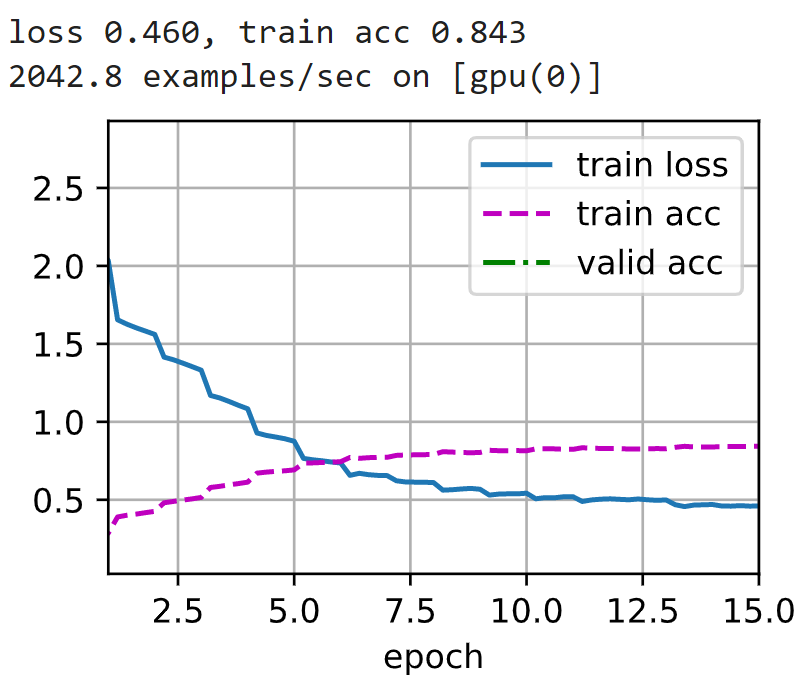 loss 0.460, train acc 0.843
2042.8 examples/sec on [gpu(0)]
train loss
train acc
valid acc
2.5
2.0
1.5
1.0
0.5
2.5 5.0 7.5 10.0 12.5 15.0
epoch